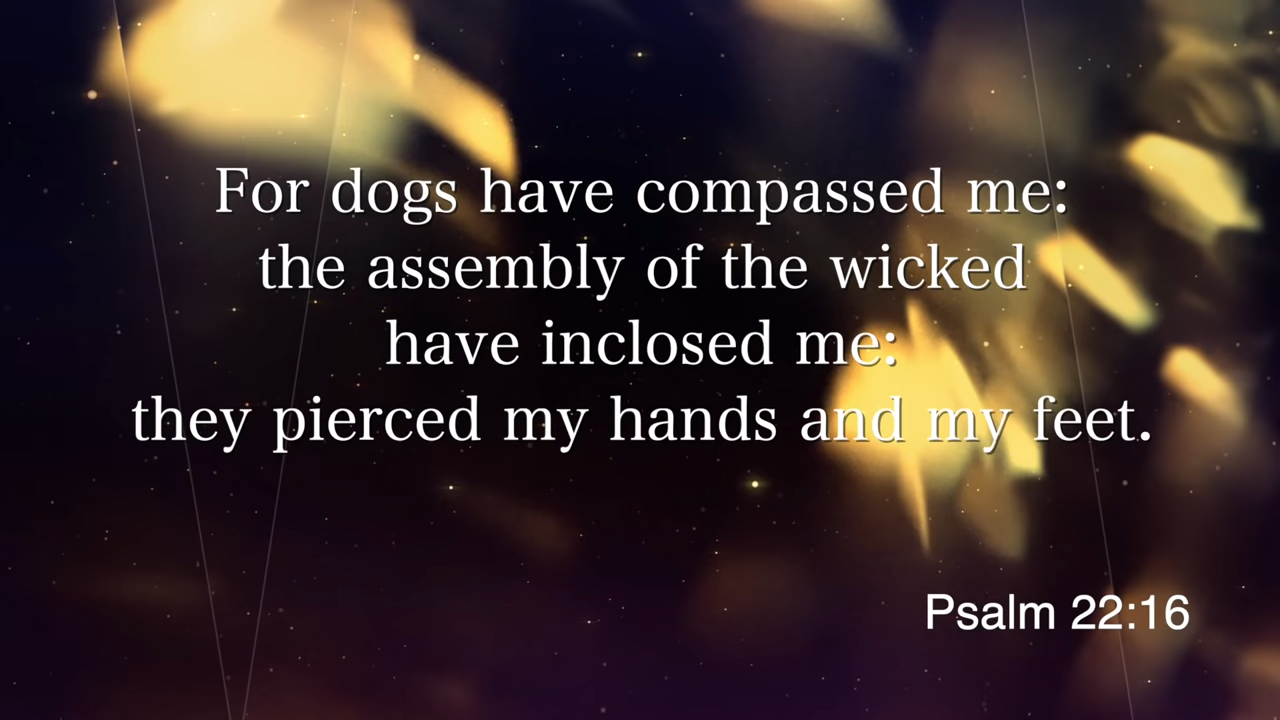 For dogs have compassed me:
the assembly of the wicked
have inclosed me:
they pierced my hands and my feet.
Psalm 22:16